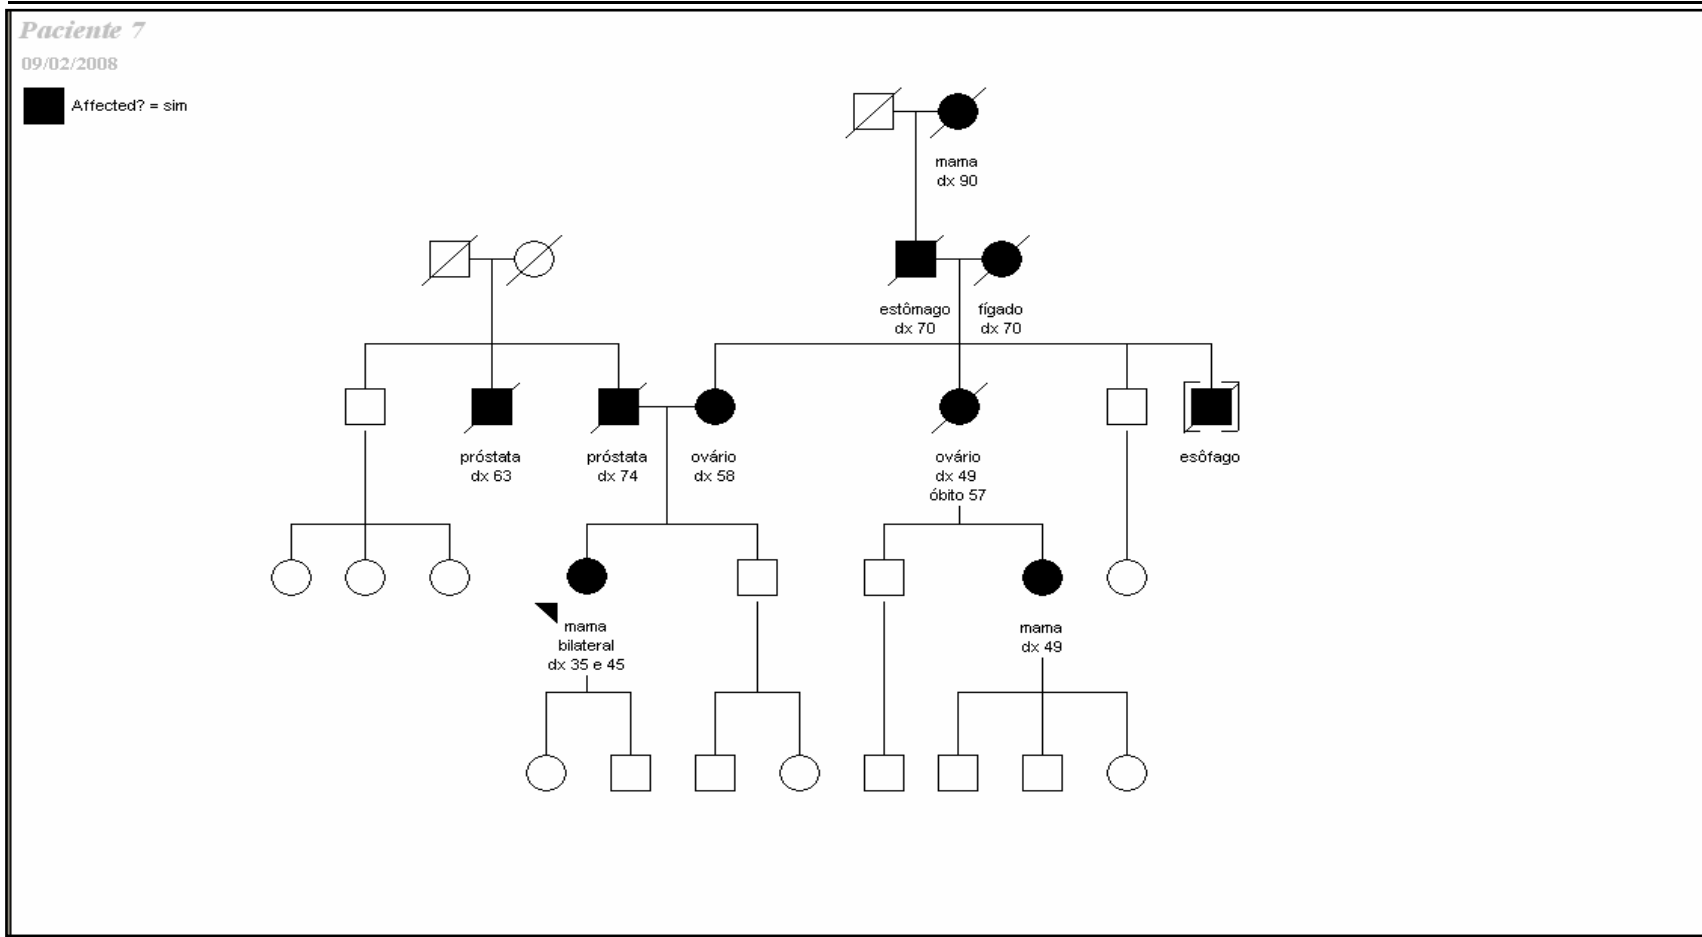 Paciente 7
09/02/2008
Affected? = sim
mama
dx 90
estômago
dx 70
fígado
dx 70
próstata
dx 63
próstata
dx 74
ovário
dx 58
ovário
dx 49
óbito 57
esôfago
mama
bilateral
dx 35 e 45
mama
dx 49